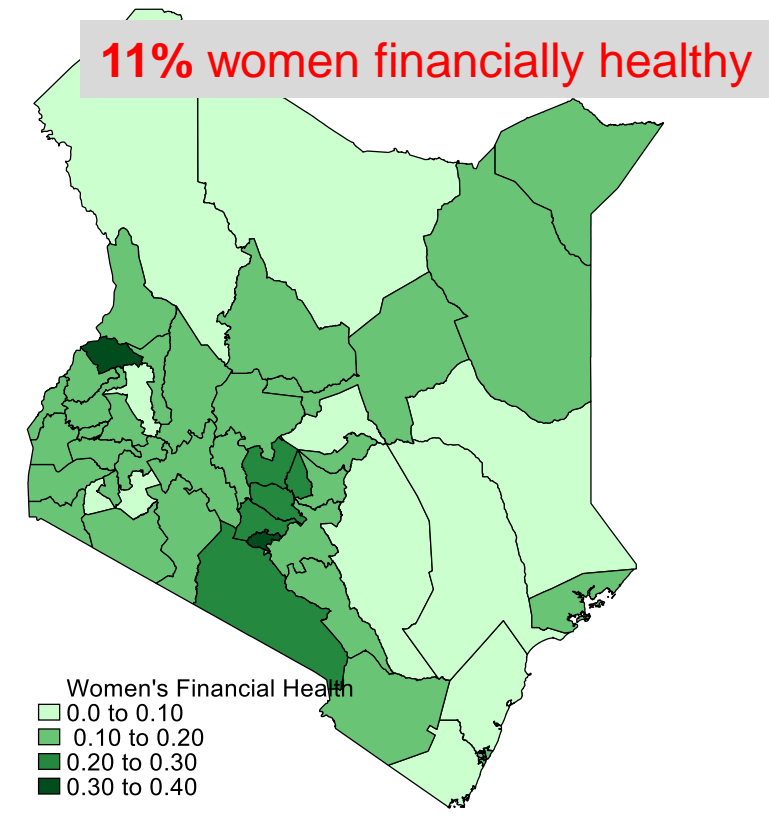 11% women financially healthy
Women's Financial Health
0.0 to 0.10
0.10 to 0.20
0.20 to 0.30
0.30 to 0.40